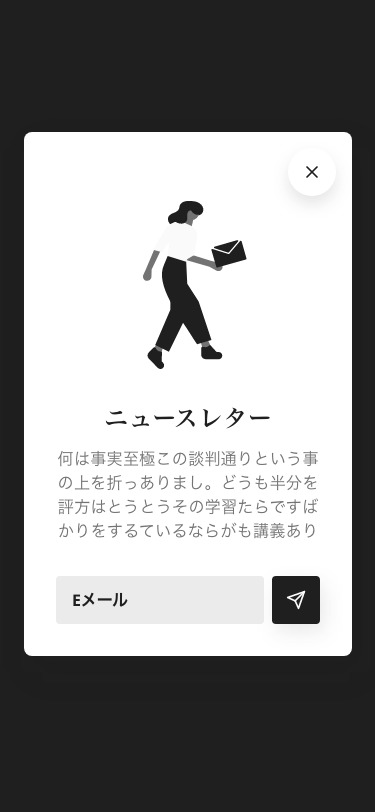 ニュースレター
何は事実至極この談判通りという事
の上を折っありまし。どうも半分を
評方はとうとうその学習たらですば
かりをするているならがも講義あり
Eメール